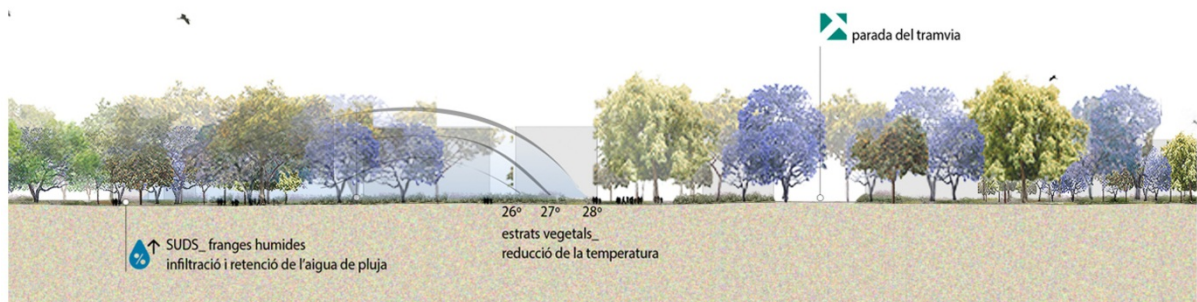 parada del tramvia
26º 27º 28º
estrats vegetals_
reducció de la temperatura
SUDS_ franges humides
infiltració i retenció de l'aigua de pluja
%